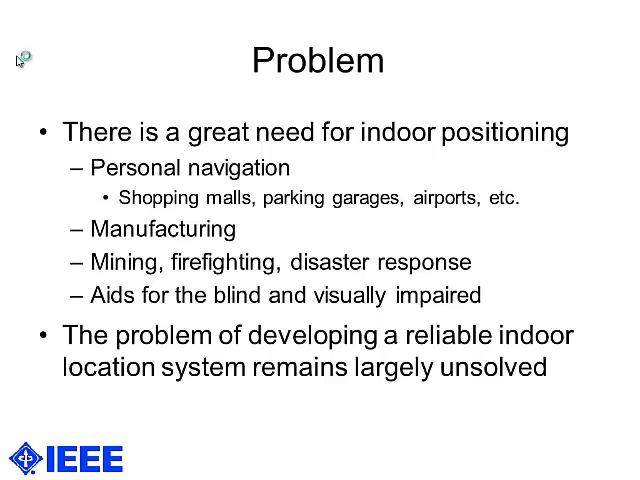 Problem
• There is a great need for indoor positioning
– Personal navigation
• Shopping malls, parking garages, airports, etc.
– Manufacturing
– Mining, firefighting, disaster response
– Aids for the blind and visually impaired
• The problem of developing a reliable indoor
location system remains largely unsolved
IEEE